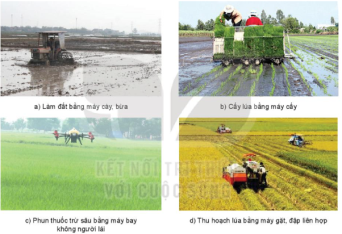 a) Làm đất bằng máy cày, bừa
b) Cấy lúa bằng máy cấy
KẾT NỐI TRI THỨC
VỚI CUỘC SỐNG
c) Phun thuốc trừ sâu bằng máy bay
không người lái
d) Thu hoạch lúa bằng máy gặt, đập liên hợp